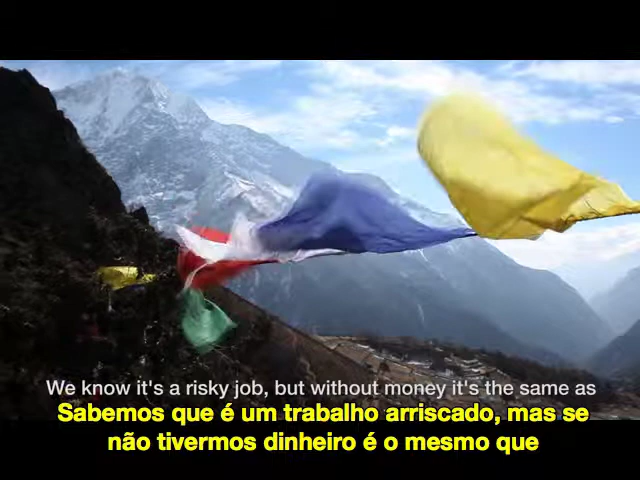 We know it's a risky job, but without money it's the same as
Sabemos que é um trabalho arriscado, mas se
não tivermos dinheiro é o mesmo que